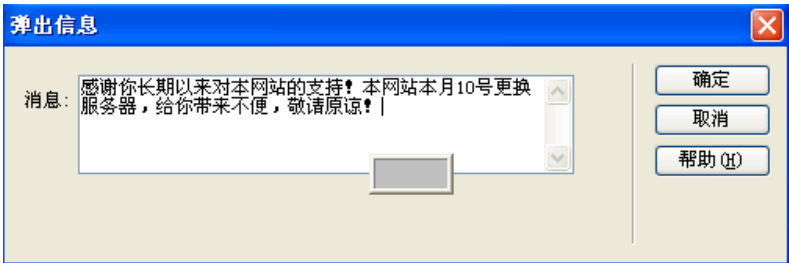 弹出信息
消息:
感谢你长期以来对本网站的支持！本网站本月10号更换
服务器，给你带来不便，敬请原谅！
确定
取消
帮助(H)